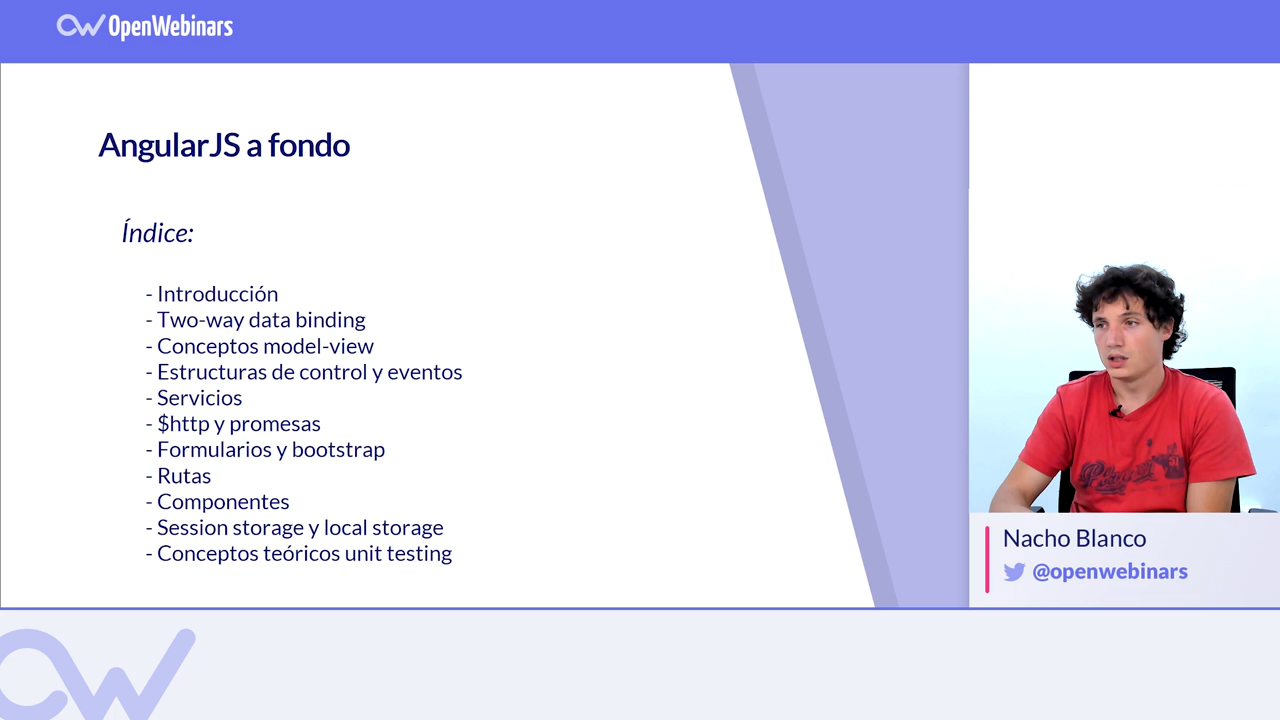 OpenWebinars
AngularJS a fondo
Índice:
- Introducción
- Two-way data binding
- Conceptos model-view
- Estructuras de control y eventos
- Servicios
- $http y promesas
- Formularios y bootstrap
- Rutas
- Componentes
- Session storage y local storage
- Conceptos teóricos unit testing
Nacho Blanco
@openwebinars